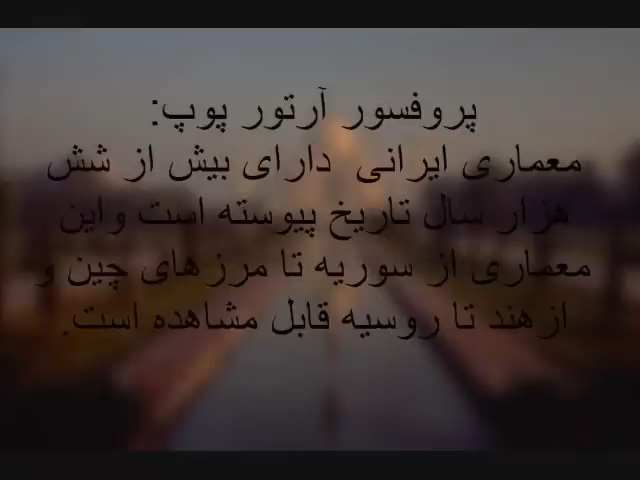 پروفسور آرتور پوپ:
معماری ایرانی دارای بیش از شش
هزار سال تاریخ پیوسته است واین
معماری از سوریه تا مرزهای چین و
ازهند تا روسیه قابل مشاهده است.